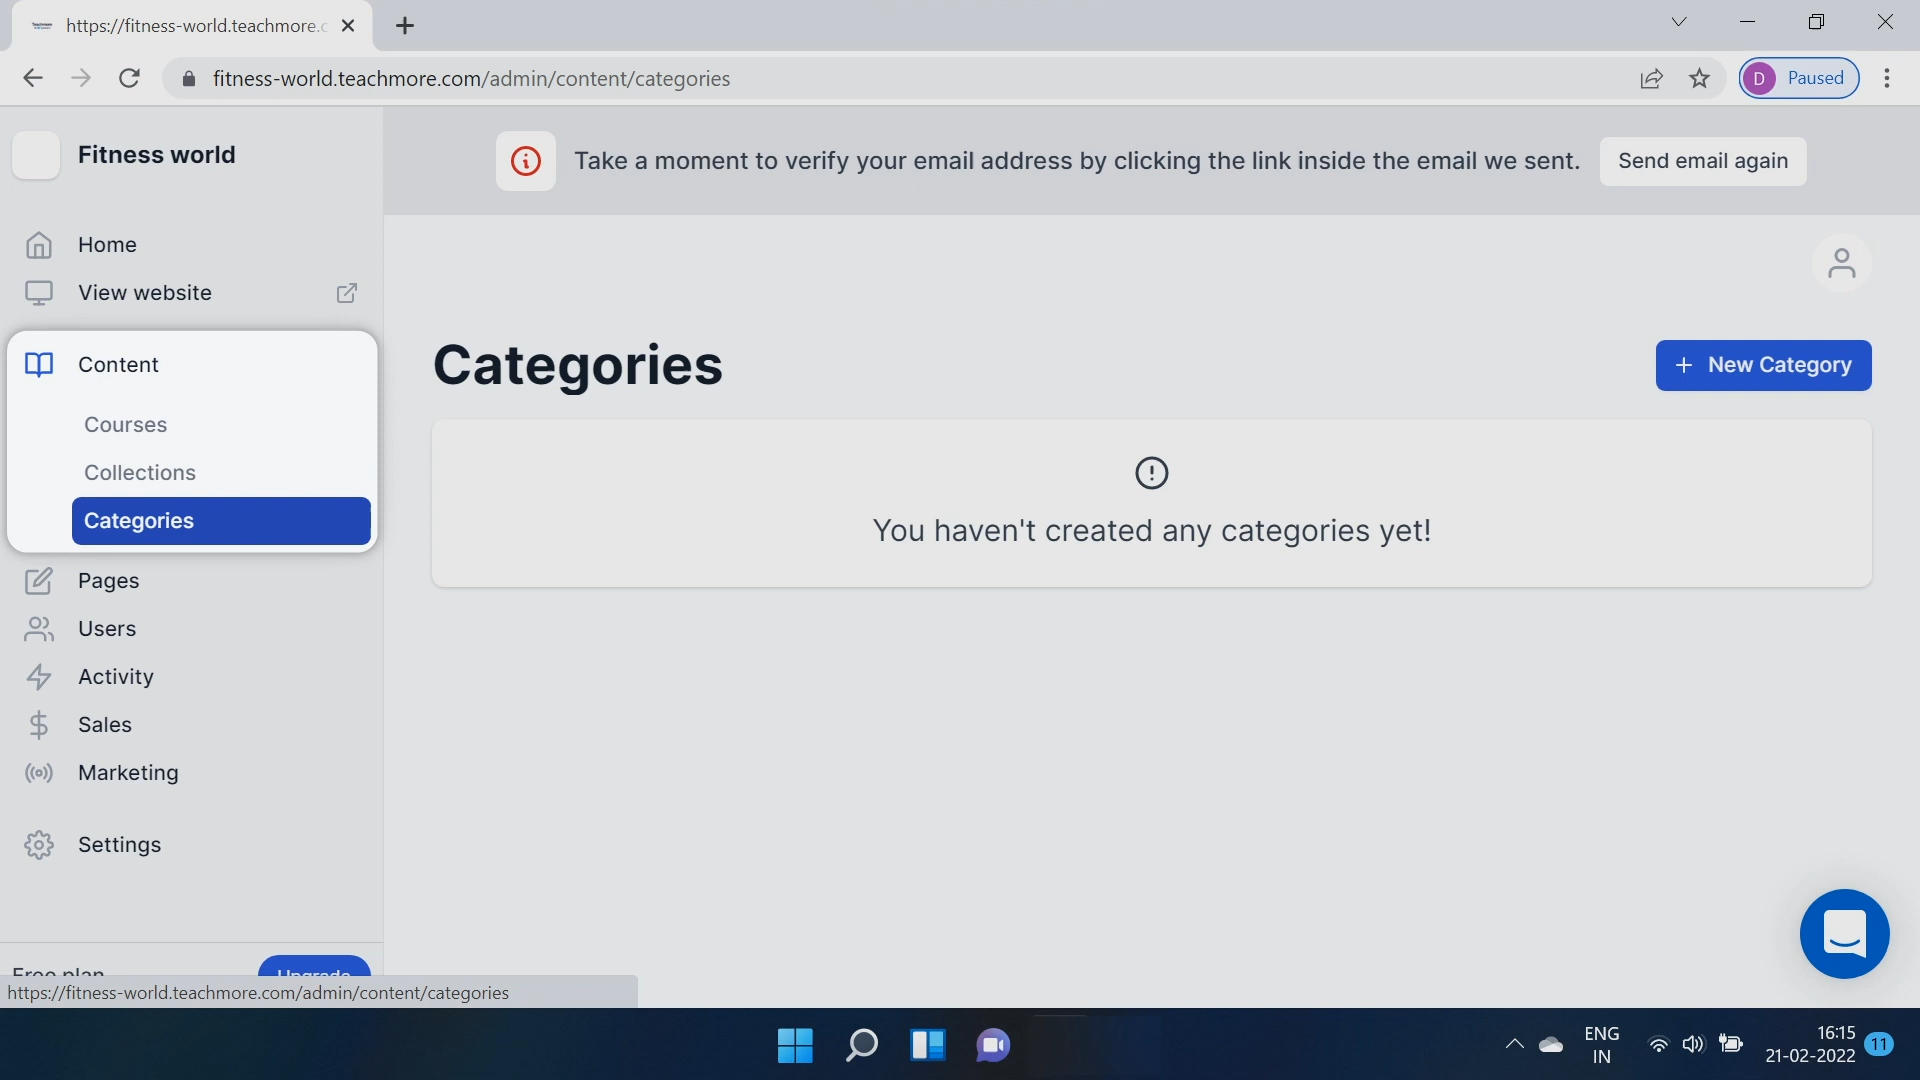 https://fitness-world.teachmore.c
fitness-world.teachmore.com/admin/content/categories
D Paused
Fitness world
Take a moment to verify your email address by clicking the link inside the email we sent.
Send email again
Home
View website
Content
Courses
Collections
Categories
Pages
Users
Activity
Sales
Marketing
Settings
Free plan
Upgrade
Categories
+ New Category
You haven't created any categories yet!
https://fitness-world.teachmore.com/admin/content/categories
ENG
IN
16:15
21-02-2022
11